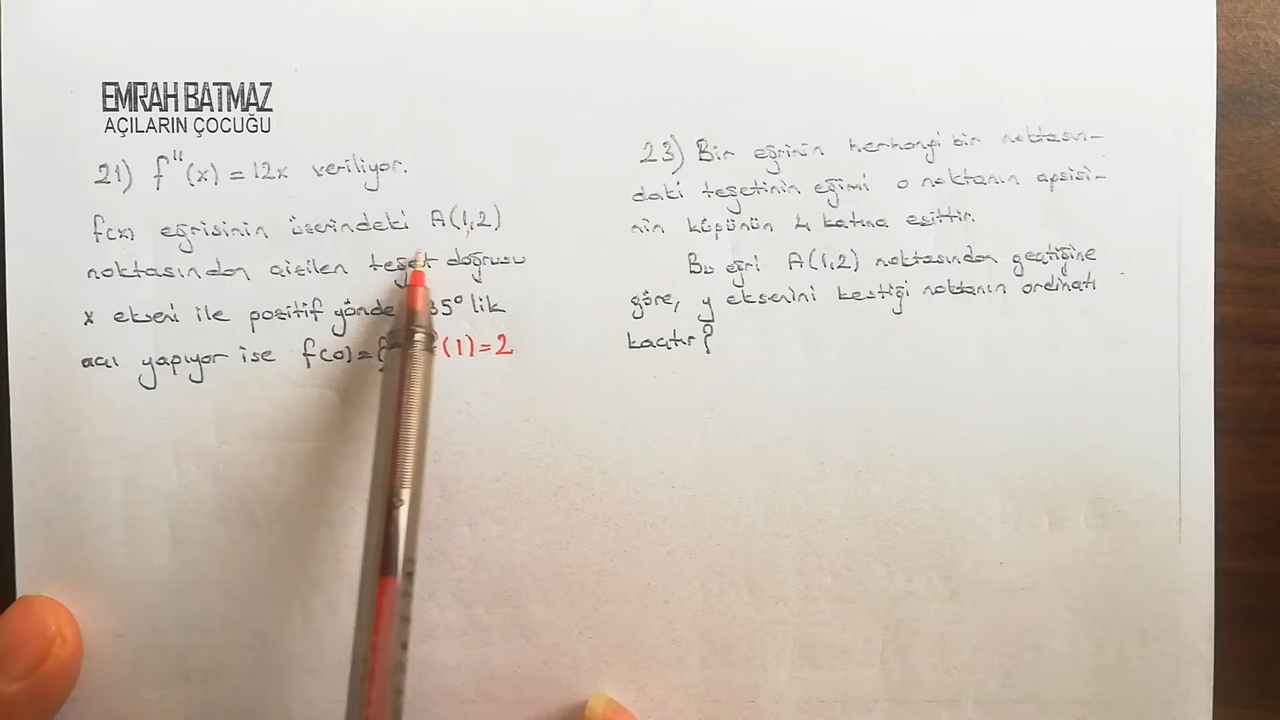 EMRAH BATMAZ
AÇILARIN ÇOCUĞU
21) f''(x) = 12x veriliyor.
f(x) eğrisinin üzerindeki A(1,2)
noktasından çizilen teğet doğrusu
x ekseni ile pozitif yönde 35° lik
açı yapıyor ise f(0)=? (1)=2
23) Bir eğrinin herhangi bir noktasın-
daki teğetinin eğimi o noktanın apsisi-
nin küpünün 4 katına eşittir.
Bu eğri A(1,2) noktasından geçtiğine
göre, y eksenini kestiği noktanın ordinatı
kaçtır?